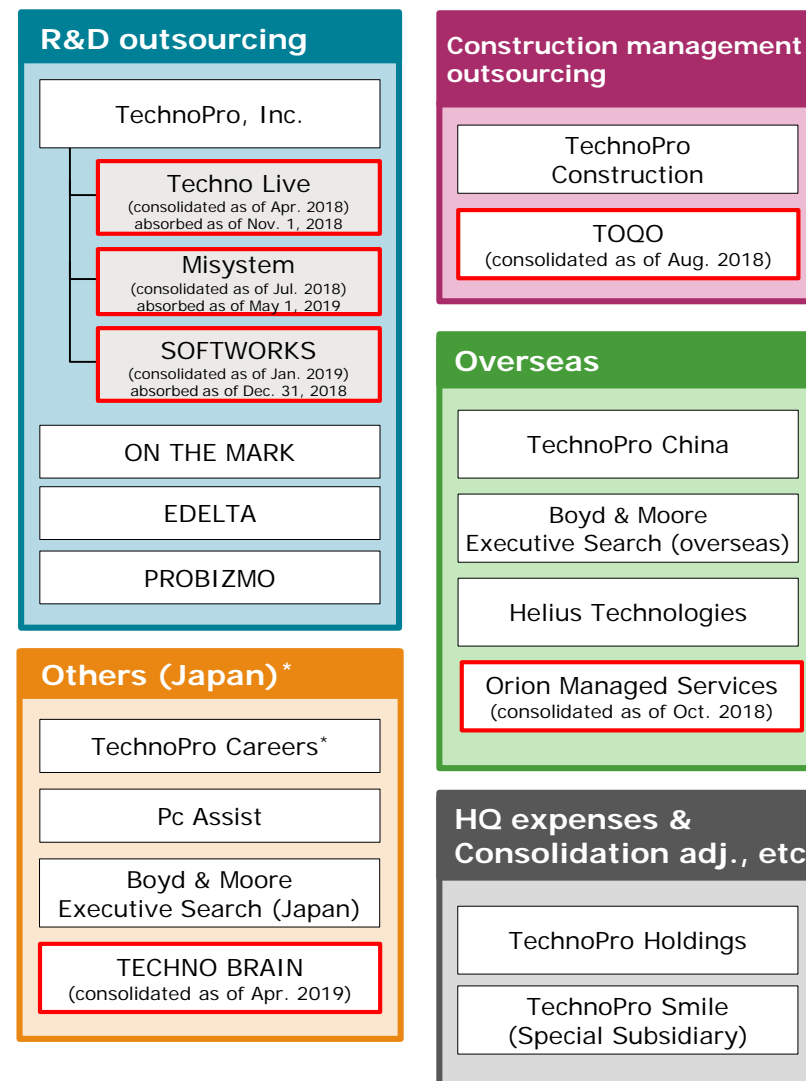 R&D outsourcing
TechnoPro, Inc.
Techno Live
(consolidated as of Apr. 2018)
absorbed as of Nov. 1, 2018
Misystem
(consolidated as of Jul. 2018)
absorbed as of May 1, 2019
SOFTWORKS
(consolidated as of Jan. 2019)
absorbed as of Dec. 31, 2018
ON THE MARK
EDELTA
PROBIZMO
Others (Japan)*
TechnoPro Careers*
Pc Assist
Boyd & Moore
Executive Search (Japan)
TECHNO BRAIN
(consolidated as of Apr. 2019)
Construction management
outsourcing
TechnoPro
Construction
TOQO
(consolidated as of Aug. 2018)
Overseas
TechnoPro China
Boyd & Moore
Executive Search (overseas)
Helius Technologies
Orion Managed Services
(consolidated as of Oct. 2018)
HQ expenses &
Consolidation adj., etc
TechnoPro Holdings
TechnoPro Smile
(Special Subsidiary)